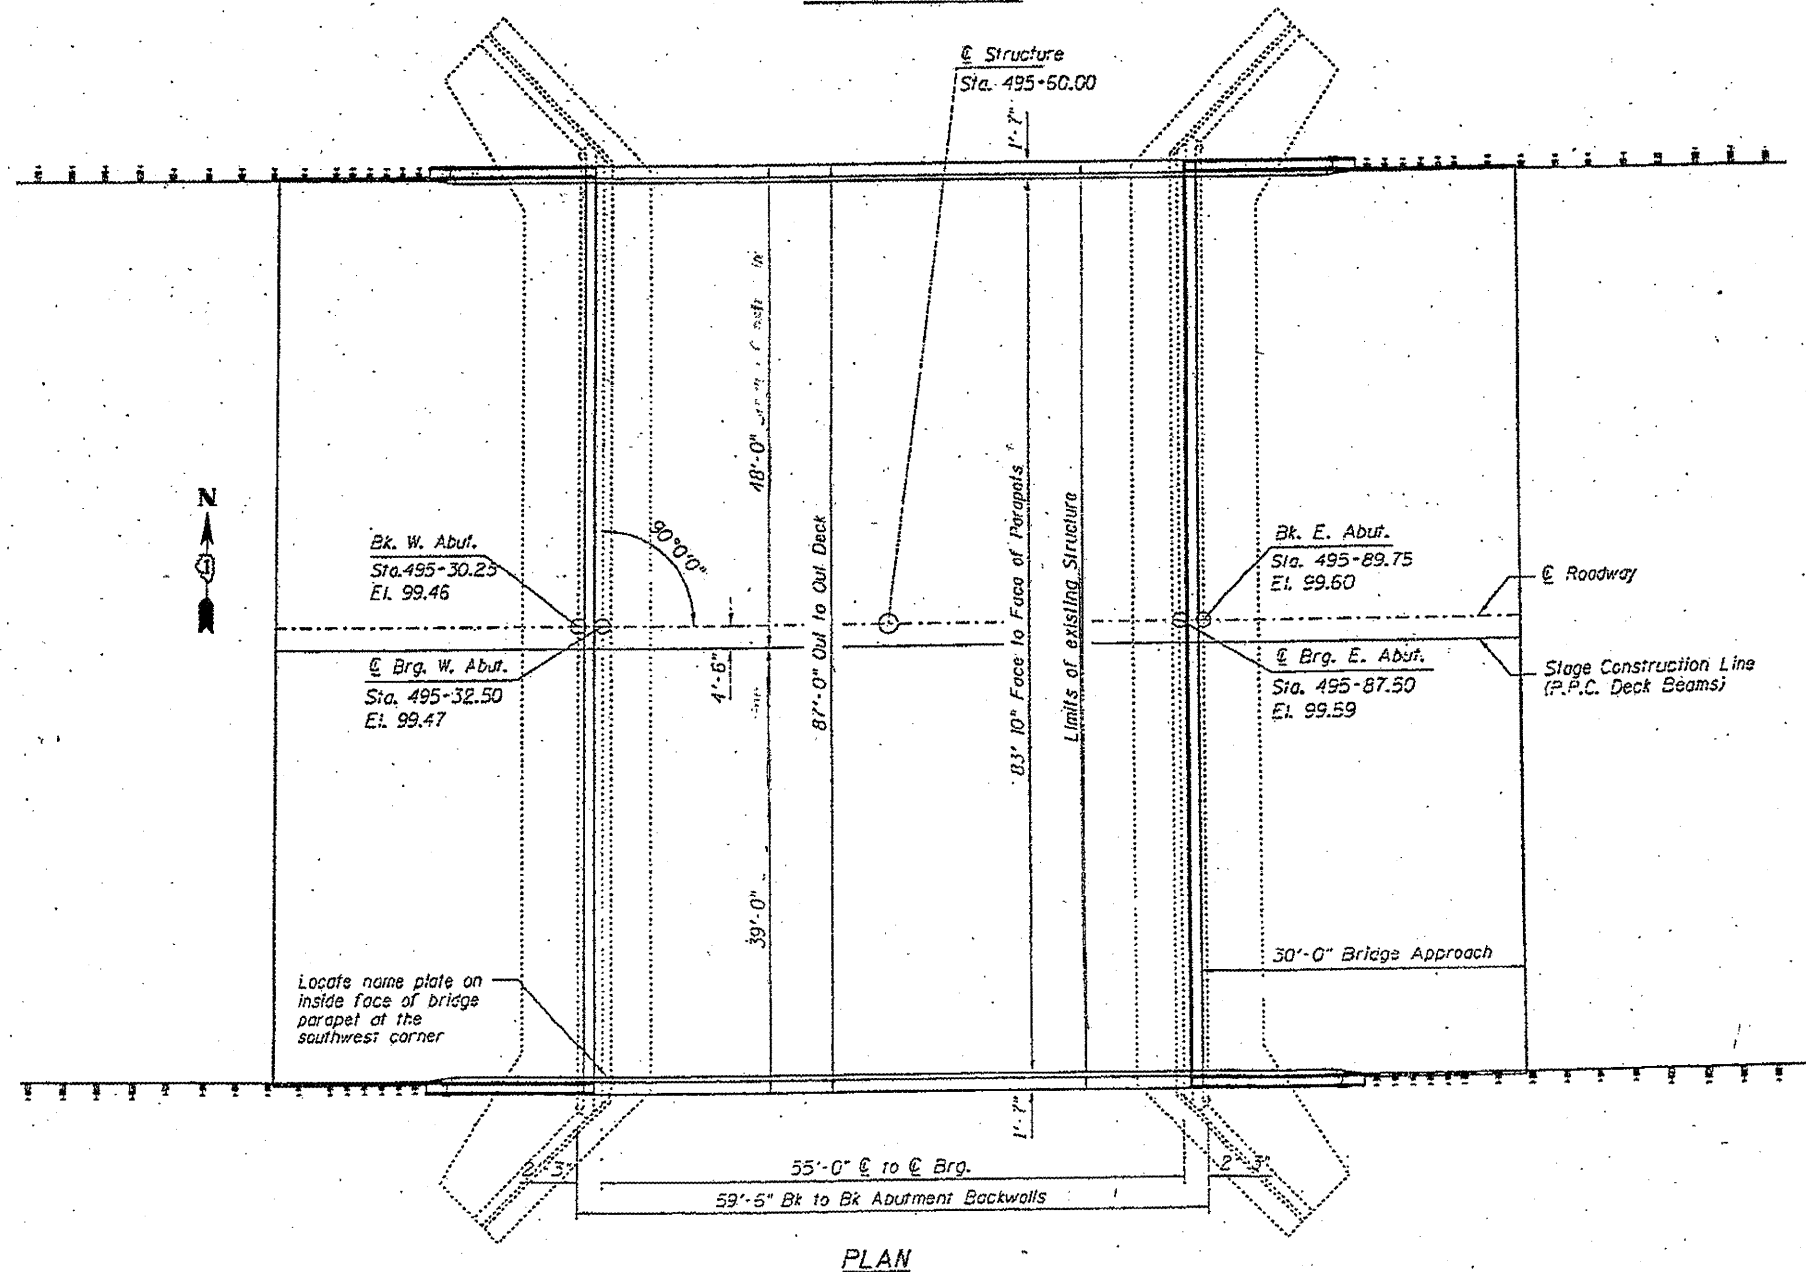 ℄ Structure
Sta. 495+60.00
1'-7"
48'-0"
87'-0" Out to Out Deck
83' 10" Face to Face of Parapets
Limits of existing Structure
90°0'0"
N
Bk. W. Abut.
Sta. 495+30.25
El. 99.46
Bk. E. Abut.
Sta. 495+89.75
El. 99.60
℄ Roadway
℄ Brg. W. Abut.
Sta. 495+32.50
El. 99.47
4'-6"
℄ Brg. E. Abut.
Sta. 495+87.50
El. 99.59
Stage Construction Line
(P.P.C. Deck Beams)
39'-0"
30'-0" Bridge Approach
Locate name plate on
inside face of bridge
parapet at the
southwest corner
1'-7"
2'-3"
55'-0" ℄ to ℄ Brg.
2'-3"
59'-6" Bk to Bk Abutment Backwalls
PLAN